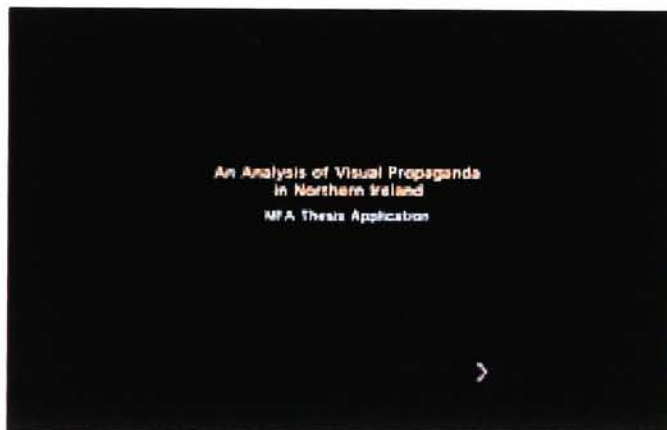 An Analysis of Visual Propaganda
in Northern Ireland
MFA Thesis Application